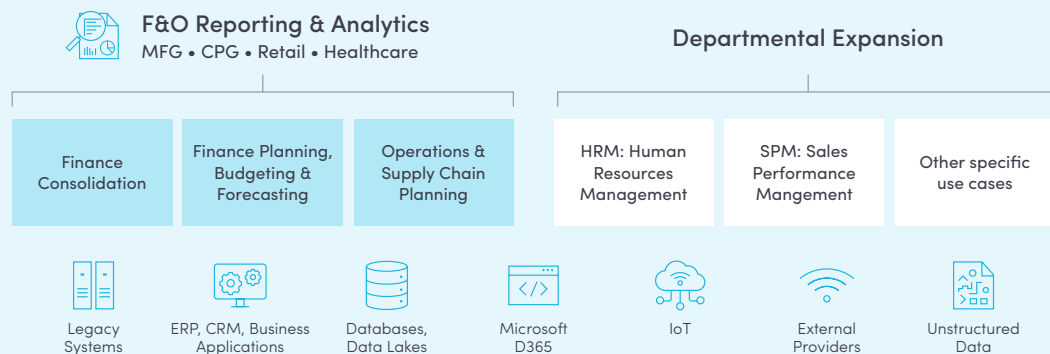 F&O Reporting & Analytics
MFG • CPG • Retail • Healthcare
Departmental Expansion
Finance
Consolidation
Finance Planning,
Budgeting &
Forecasting
Operations &
Supply Chain
Planning
HRM: Human
Resources
Management
SPM: Sales
Performance
Mangement
Other specific
use cases
</>
Legacy
Systems
ERP, CRM, Business
Applications
Databases,
Data Lakes
Microsoft
D365
IoT
External
Providers
Unstructured
Data